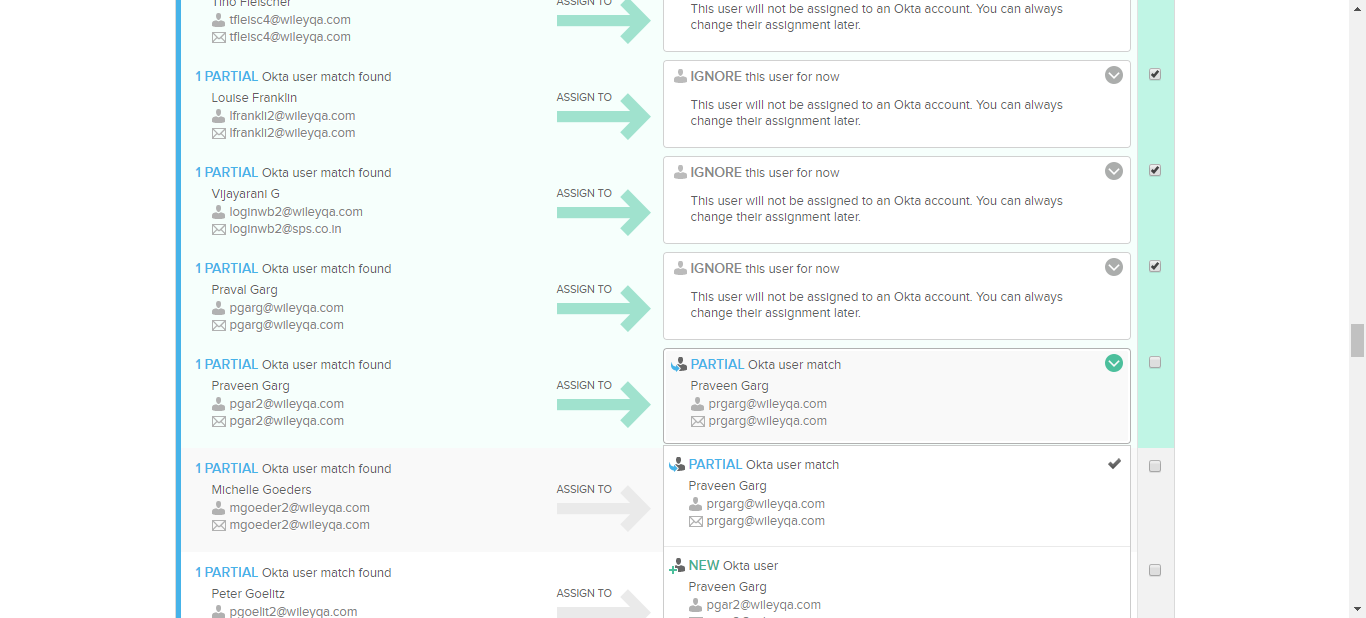 Tino Fleischer
tfleisc4@wileyqa.com
tfleisc4@wileyqa.com
ASSIGN TO
This user will not be assigned to an Okta account. You can always
change their assignment later.
1 PARTIAL Okta user match found
Louise Franklin
lfrankli2@wileyqa.com
lfrankli2@wileyqa.com
ASSIGN TO
IGNORE this user for now
This user will not be assigned to an Okta account. You can always
change their assignment later.
1 PARTIAL Okta user match found
Vijayarani G
loginwb2@wileyqa.com
loginwb2@sps.co.in
ASSIGN TO
IGNORE this user for now
This user will not be assigned to an Okta account. You can always
change their assignment later.
1 PARTIAL Okta user match found
Praval Garg
pgarg@wileyqa.com
pgarg@wileyqa.com
ASSIGN TO
IGNORE this user for now
This user will not be assigned to an Okta account. You can always
change their assignment later.
1 PARTIAL Okta user match found
Praveen Garg
pgar2@wileyqa.com
pgar2@wileyqa.com
ASSIGN TO
PARTIAL Okta user match
Praveen Garg
prgarg@wileyqa.com
prgarg@wileyqa.com
1 PARTIAL Okta user match found
Michelle Goeders
mgoeder2@wileyqa.com
mgoeder2@wileyqa.com
ASSIGN TO
PARTIAL Okta user match
Praveen Garg
prgarg@wileyqa.com
prgarg@wileyqa.com
1 PARTIAL Okta user match found
Peter Goelitz
pgoelit2@wileyqa.com
ASSIGN TO
NEW Okta user
Praveen Garg
pgar2@wileyqa.com